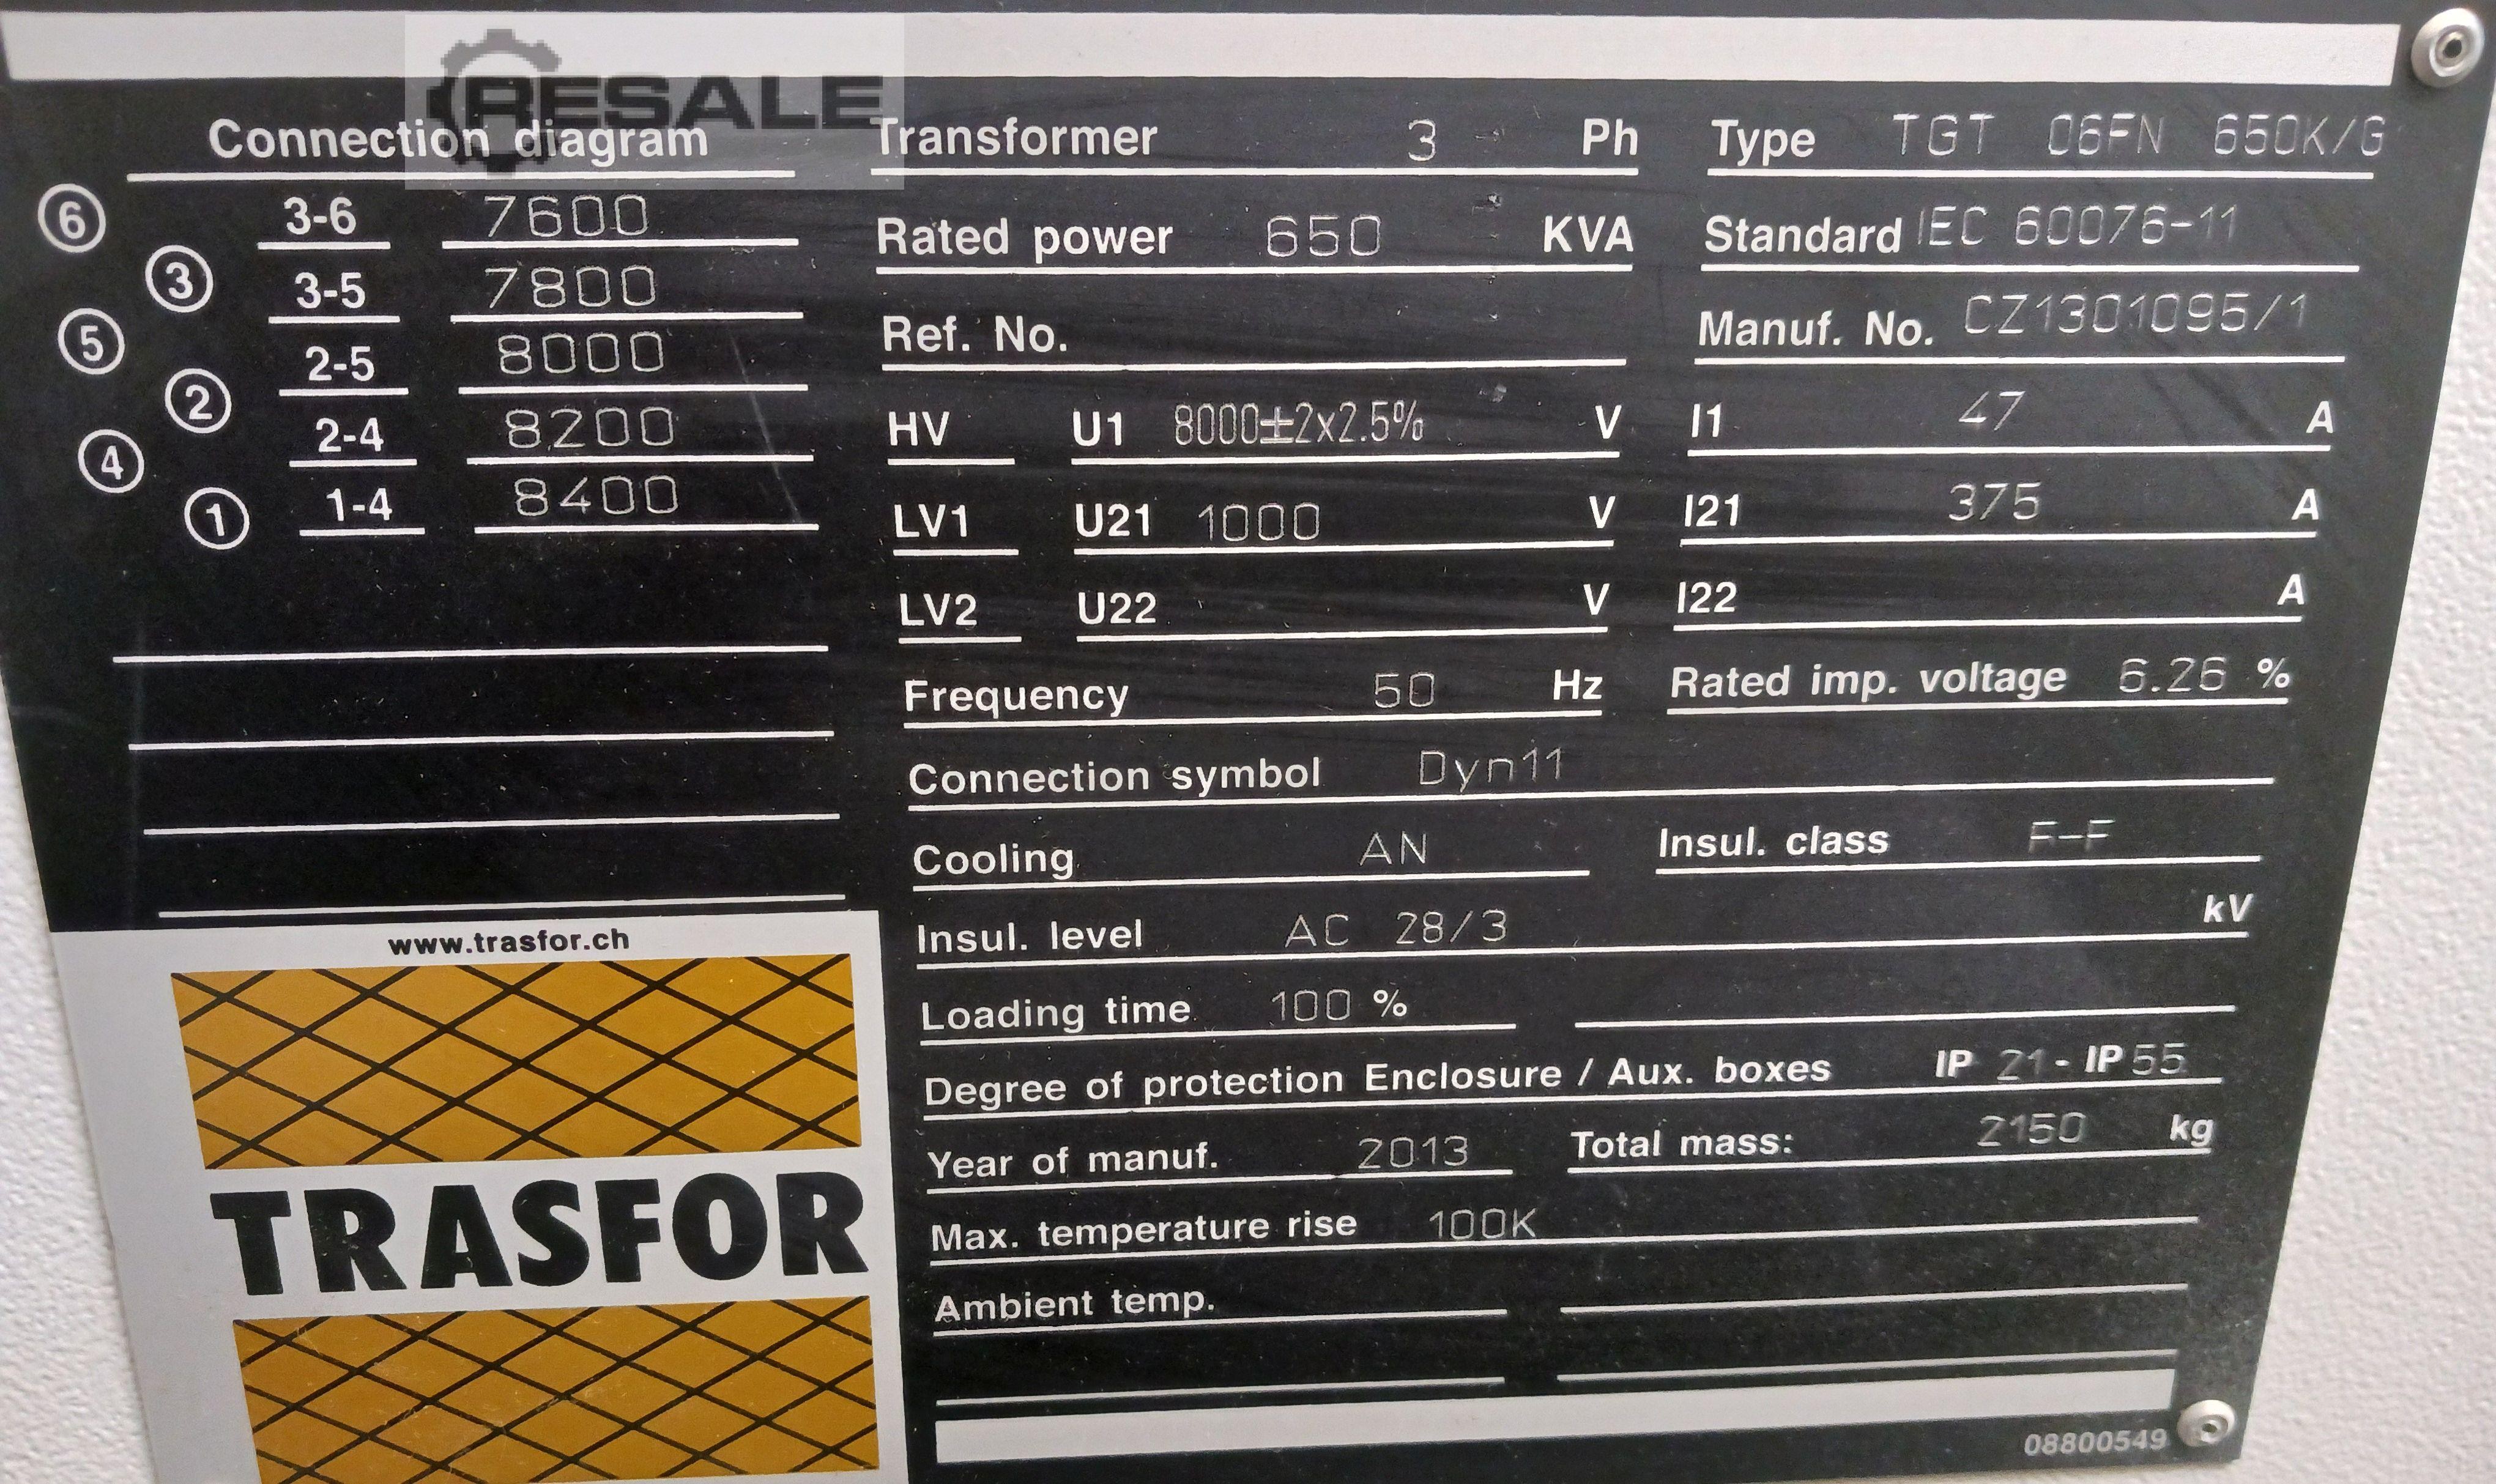 RESALE
Connection diagram
6 3-6 7600
3 3-5 7800
5 2-5 8000
2 2-4 8200
4
1 1-4 8400
www.trasfor.ch
TRASFOR
Transformer 3 Ph
Type TGT 06FN 650K/G
Rated power 650 KVA
Standard IEC 60076-11
Ref. No.
Manuf. No. CZ1301095/1
HV U1 8000±2x2.5% V
I1 47 A
LV1 U21 1000 V
I21 375 A
LV2 U22 V
I22 A
Frequency 50 Hz
Rated imp. voltage 6.26 %
Connection symbol Dyn11
Cooling AN
Insul. class F-F
Insul. level AC 28/3 kV
Loading time 100 %
Degree of protection Enclosure / Aux. boxes IP 21 - IP 55
Year of manuf. 2013
Total mass: 2150 kg
Max. temperature rise 100K
Ambient temp.
08800549